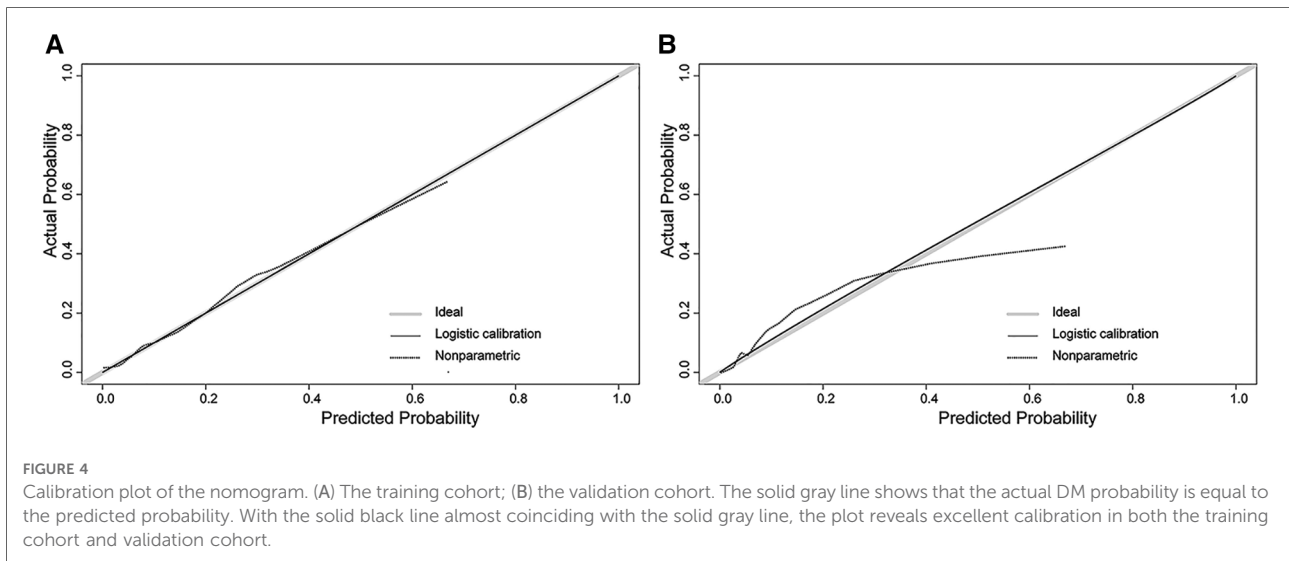 A
Actual Probability
1.0
0.8
0.6
0.4
0.2
0.0
Ideal
Logistic calibration
Nonparametric
0.0 0.2 0.4 0.6 0.8 1.0
Predicted Probability
B
Actual Probability
1.0
0.8
0.6
0.4
0.2
0.0
Ideal
Logistic calibration
Nonparametric
0.0 0.2 0.4 0.6 0.8 1.0
Predicted Probability
FIGURE 4
Calibration plot of the nomogram. (A) The training cohort; (B) the validation cohort. The solid gray line shows that the actual DM probability is equal to
the predicted probability. With the solid black line almost coinciding with the solid gray line, the plot reveals excellent calibration in both the training
cohort and validation cohort.